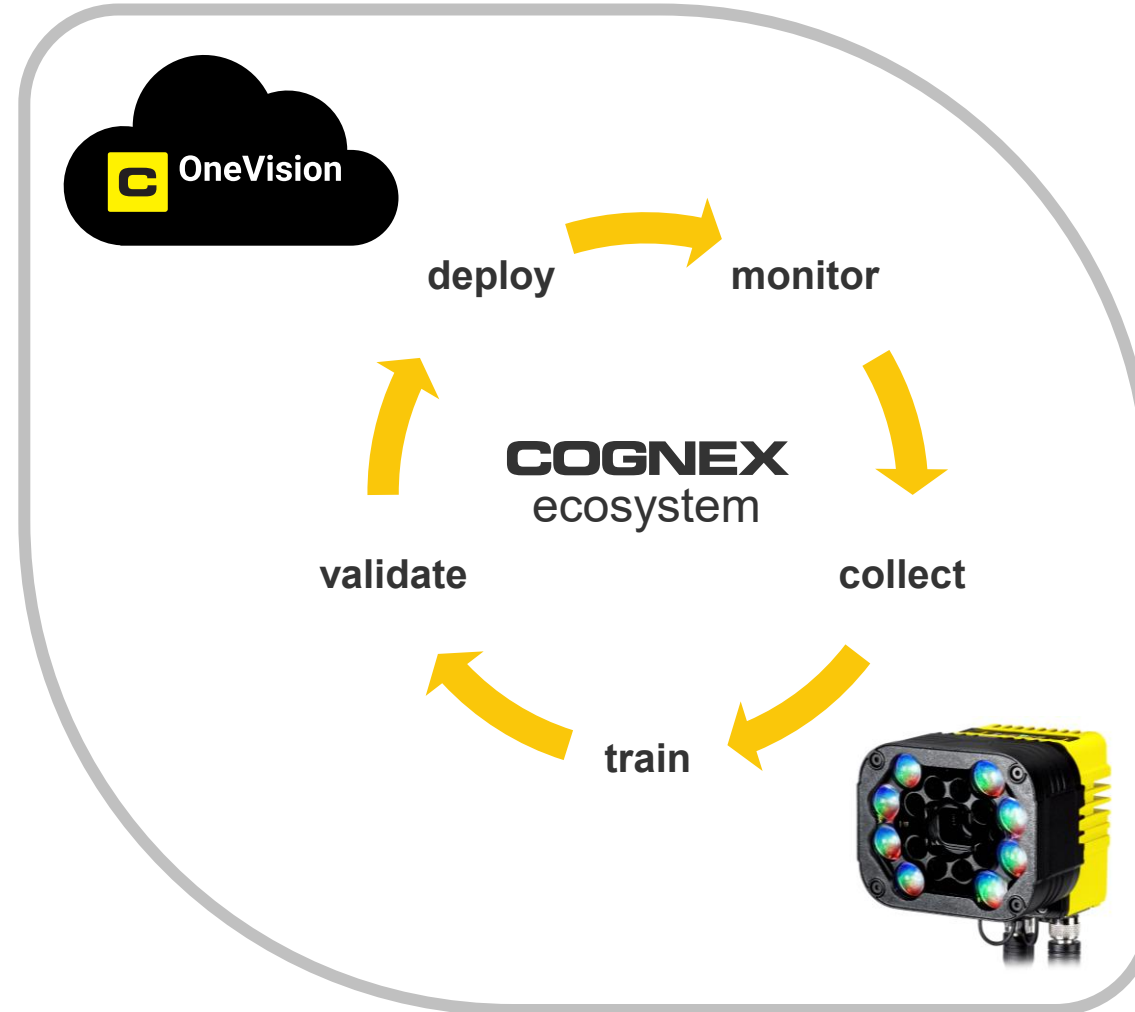 C OneVision
deploy
monitor
COGNEX
ecosystem
validate
collect
train